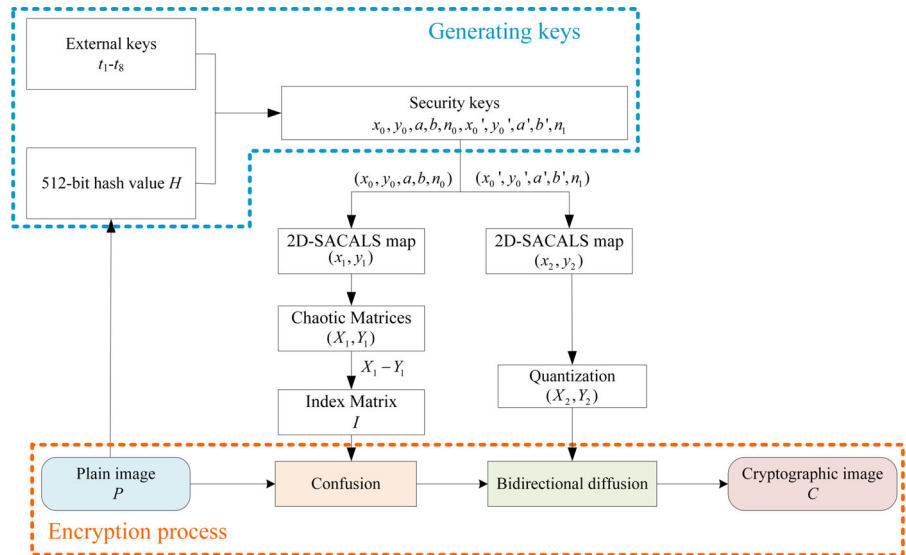 Generating keys
External keys
t₁-t₈
Security keys
x₀, y₀, a, b, n₀, x₀', y₀', a', b', n₁
512-bit hash value H
(x₀, y₀, a, b, n₀)
(x₀', y₀', a', b', n₁)
2D-SACALS map
(x₁, y₁)
2D-SACALS map
(x₂, y₂)
Chaotic Matrices
(X₁, Y₁)
X₁ − Y₁
Quantization
(X₂, Y₂)
Index Matrix
I
Plain image
P
Confusion
Bidirectional diffusion
Cryptographic image
C
Encryption process